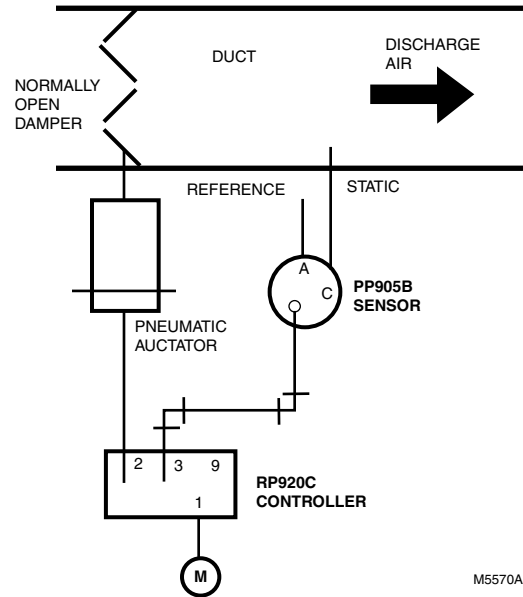 DUCT
DISCHARGE
AIR
NORMALLY
OPEN
DAMPER
REFERENCE
STATIC
A
C
PP905B
SENSOR
PNEUMATIC
AUCTATOR
2 3 9
1
RP920C
CONTROLLER
M
M5570A